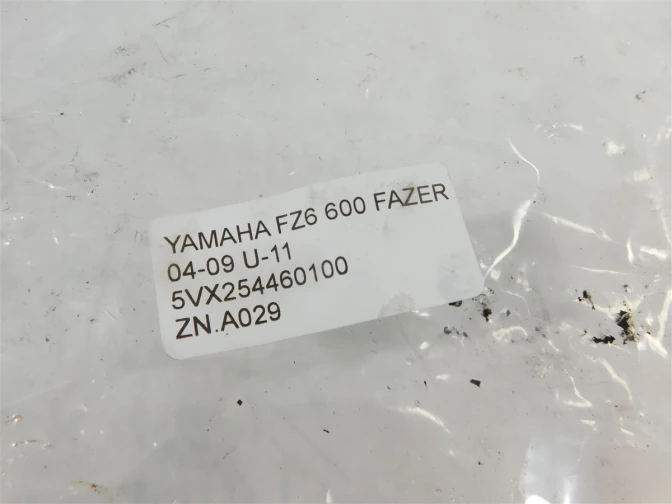 YAMAHA FZ6 600 FAZER
04-09 U-11
5VX254460100
ZN.A029